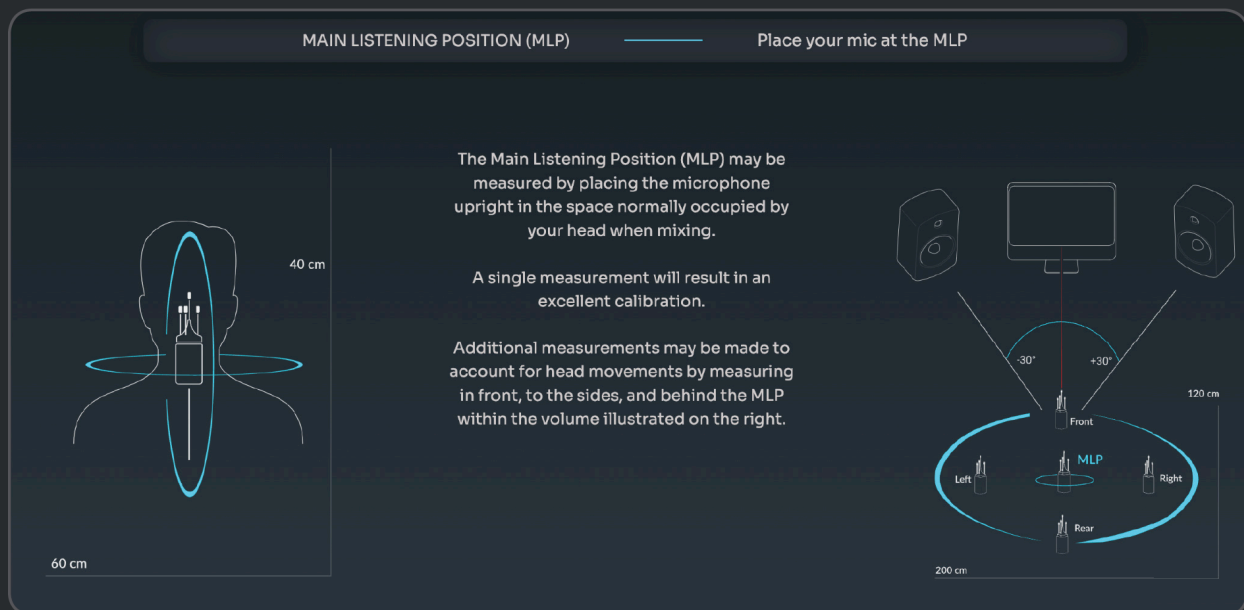 MAIN LISTENING POSITION (MLP)
Place your mic at the MLP
40 cm
60 cm
The Main Listening Position (MLP) may be
measured by placing the microphone
upright in the space normally occupied by
your head when mixing.
A single measurement will result in an
excellent calibration.
Additional measurements may be made to
account for head movements by measuring
in front, to the sides, and behind the MLP
within the volume illustrated on the right.
-30°
+30°
120 cm
Front
MLP
Left
Right
Rear
200 cm